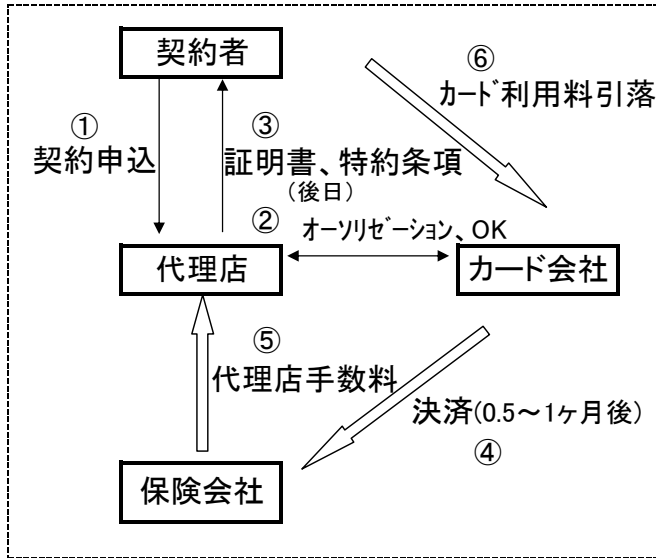 契約者
⑥
ｶｰﾄﾞ利用料引落
①
契約申込
③
証明書、特約条項
(後日)
②
ｵｰｿﾘｾﾞｰｼｮﾝ、OK
代理店
カード会社
⑤
代理店手数料
決済(0.5～1ヶ月後)
④
保険会社